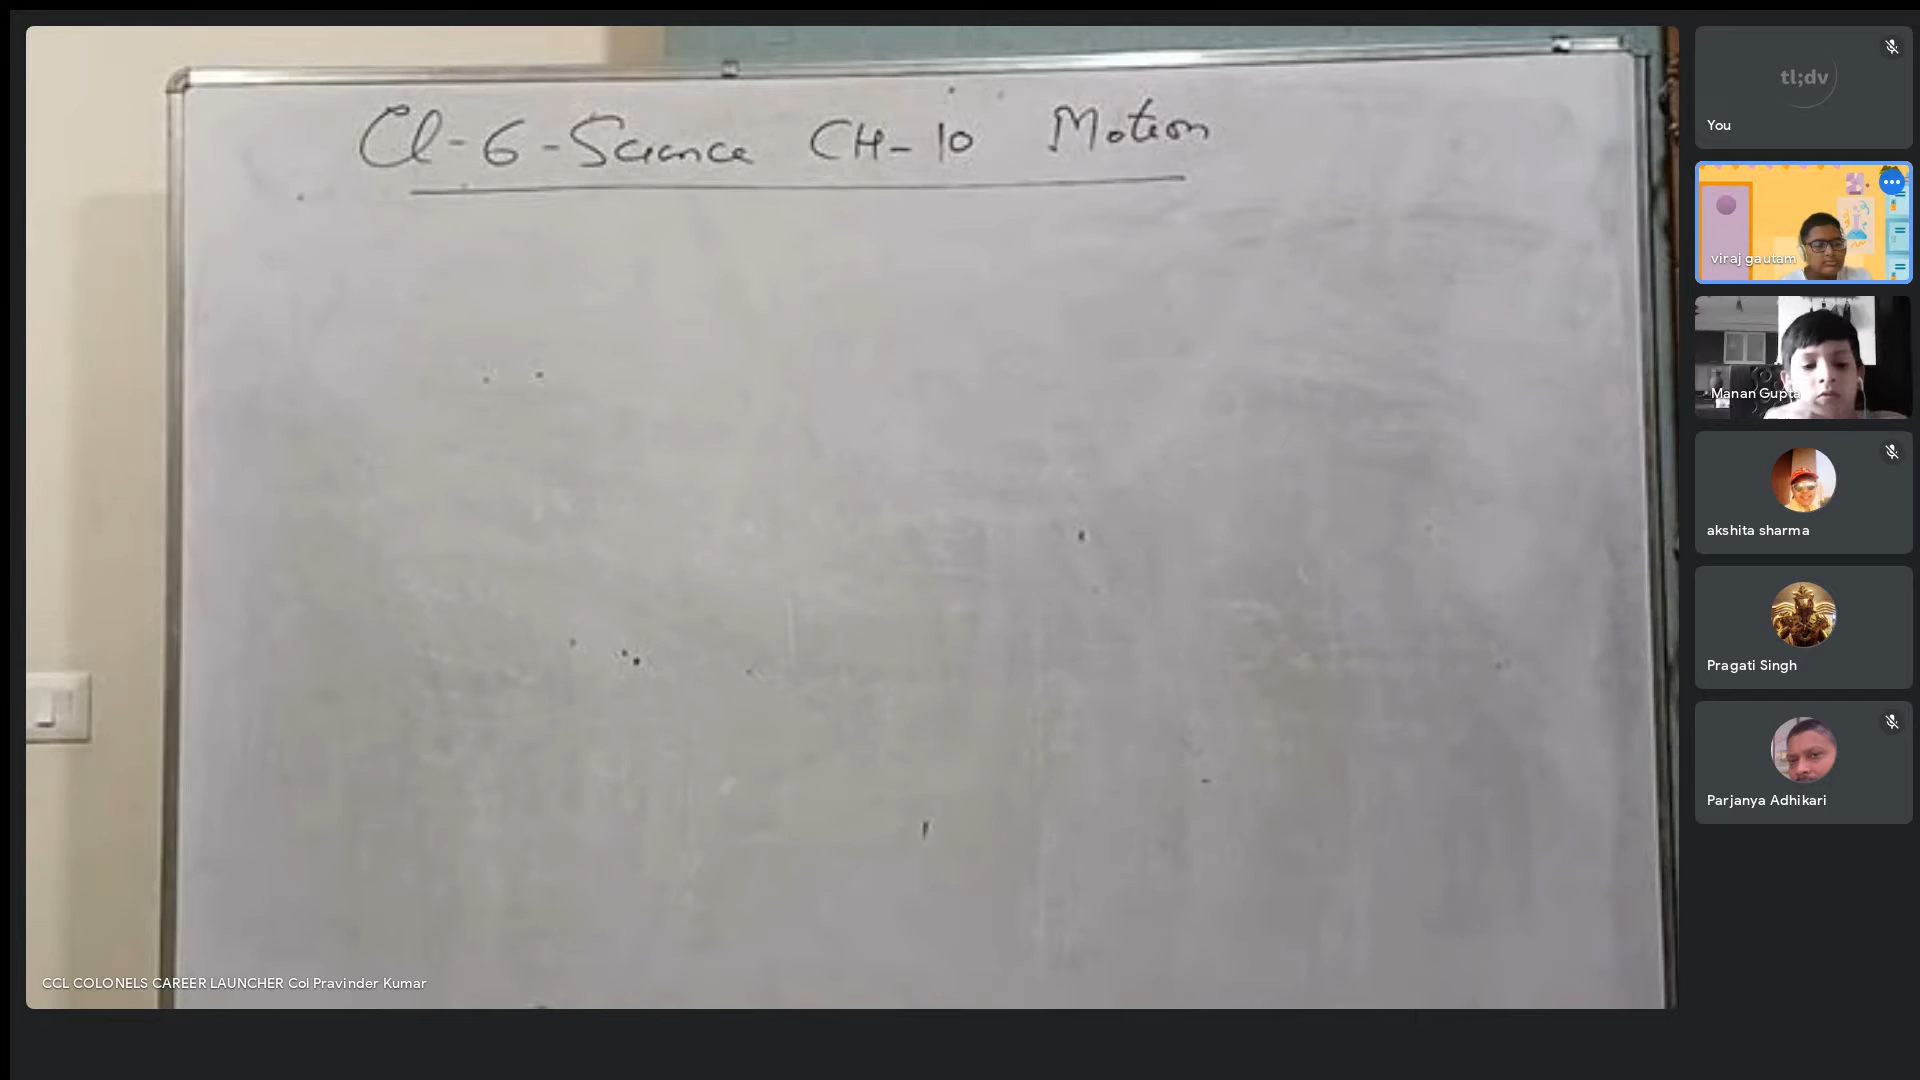 Cl-6-Science CH-10 Motion
CCL COLONELS CAREER LAUNCHER Col Pravinder Kumar
tl;dv
You
viraj gautam
Manan Gupta
akshita sharma
Pragati Singh
Parjanya Adhikari